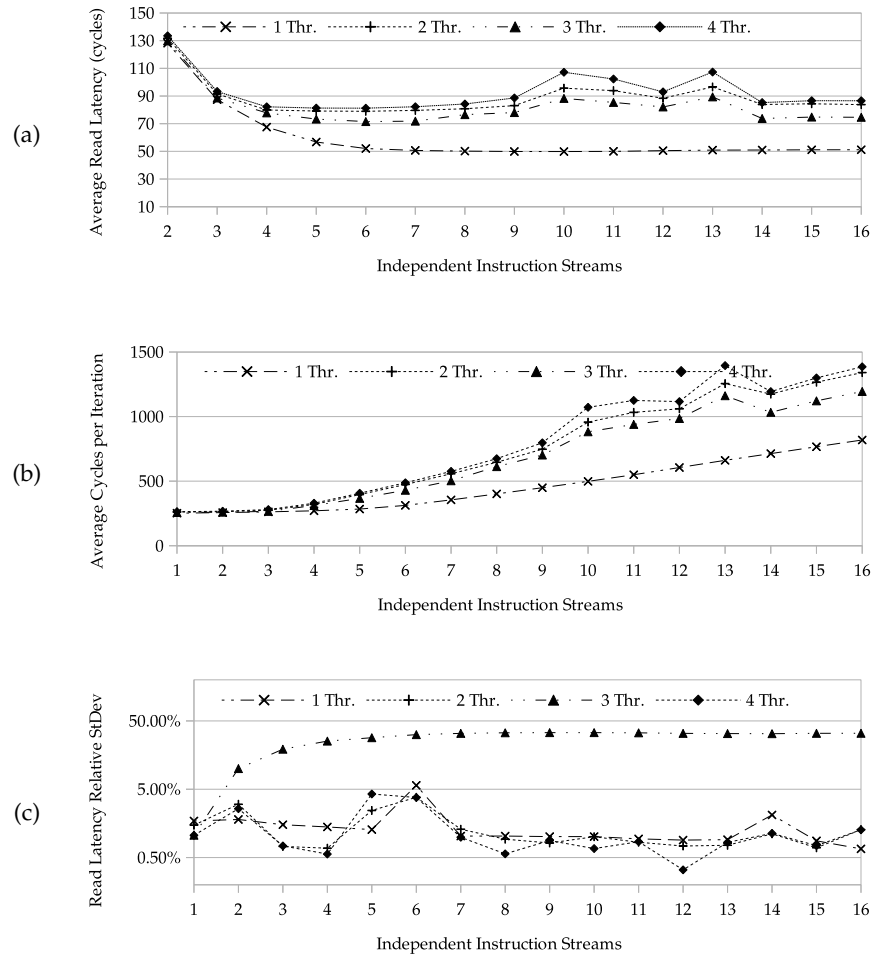 150
1 Thr. 2 Thr. 3 Thr. 4 Thr.
130
110
90
70
50
30
10
2 3 4 5 6 7 8 9 10 11 12 13 14 15 16
Average Read Latency (cycles)
Independent Instruction Streams
(a)
1500
1 Thr. 2 Thr. 3 Thr. 4 Thr.
1000
500
0
1 2 3 4 5 6 7 8 9 10 11 12 13 14 15 16
Average Cycles per Iteration
Independent Instruction Streams
(b)
1 Thr. 2 Thr. 3 Thr. 4 Thr.
50.00%
5.00%
0.50%
1 2 3 4 5 6 7 8 9 10 11 12 13 14 15 16
Read Latency Relative StDev
Independent Instruction Streams
(c)